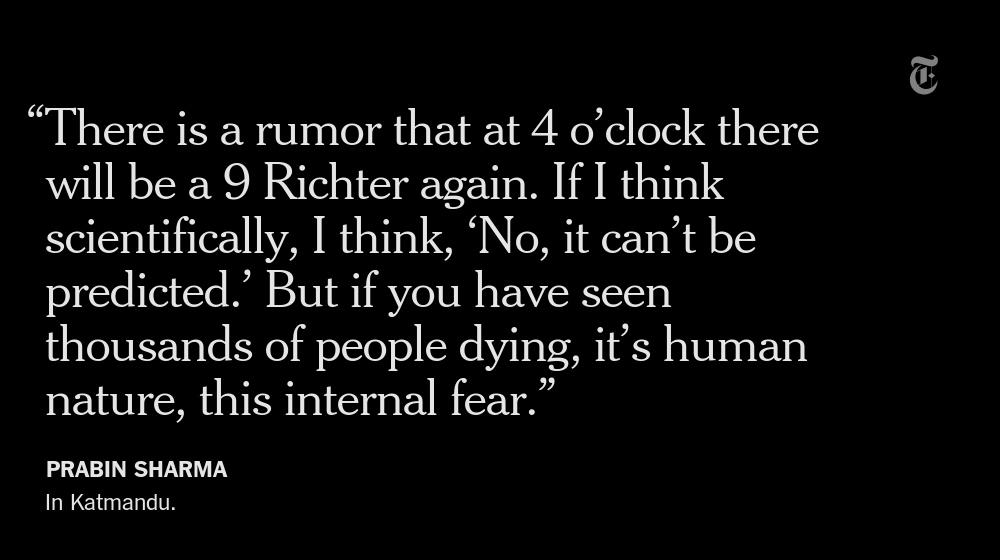 “There is a rumor that at 4 o’clock there
will be a 9 Richter again. If I think
scientifically, I think, ‘No, it can’t be
predicted.’ But if you have seen
thousands of people dying, it’s human
nature, this internal fear.”
PRABIN SHARMA
In Katmandu.